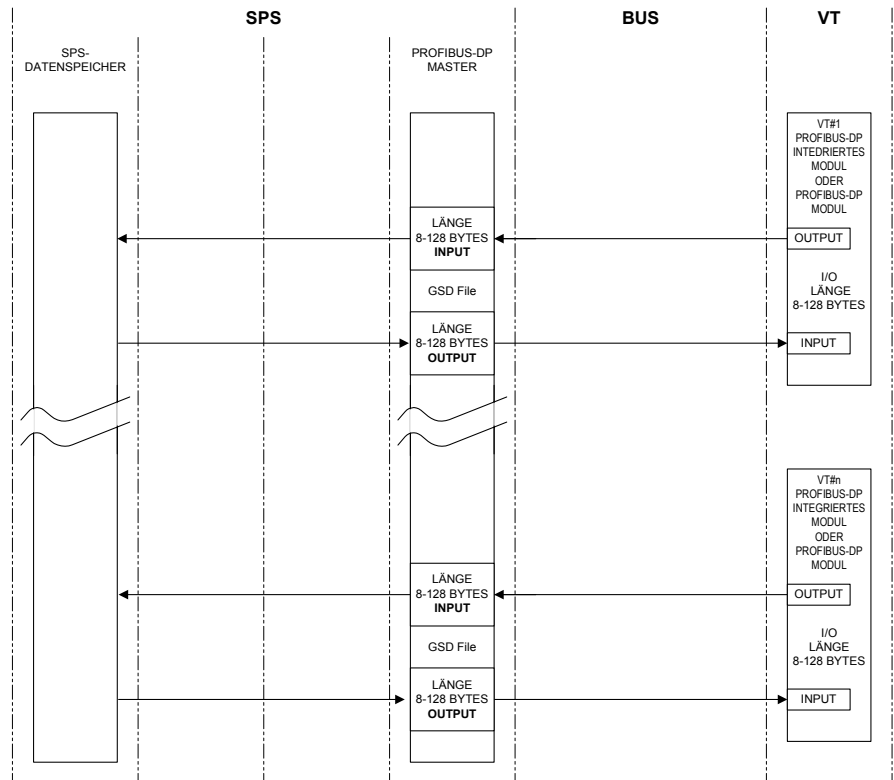 SPS
BUS
VT
SPS-
DATENSPEICHER
PROFIBUS-DP
MASTER
VT#1
PROFIBUS-DP
INTEDRIERTES
MODUL
ODER
PROFIBUS-DP
MODUL
LÄNGE
8-128 BYTES
INPUT
OUTPUT
GSD File
I/O
LÄNGE
8-128 BYTES
LÄNGE
8-128 BYTES
OUTPUT
INPUT
VT#n
PROFIBUS-DP
INTEGRIERTES
MODUL
ODER
PROFIBUS-DP
MODUL
LÄNGE
8-128 BYTES
INPUT
OUTPUT
GSD File
I/O
LÄNGE
8-128 BYTES
LÄNGE
8-128 BYTES
OUTPUT
INPUT